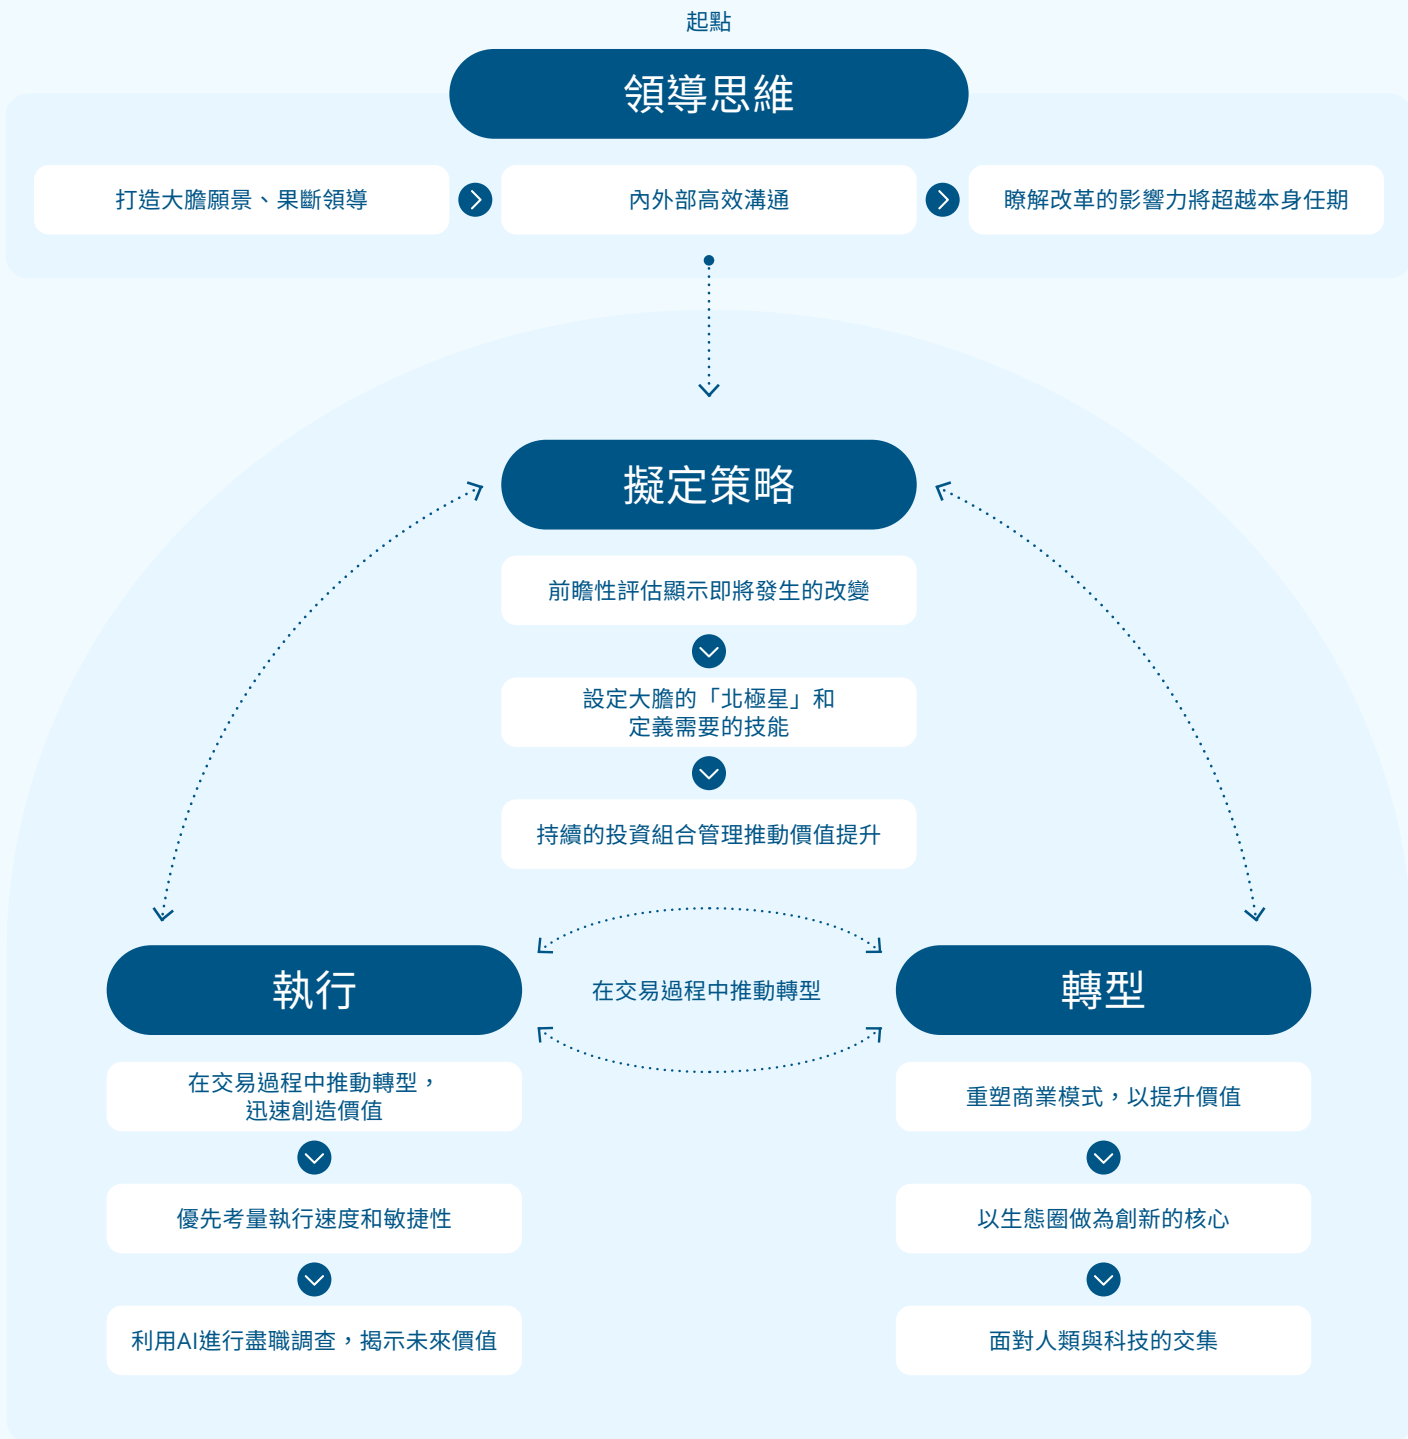 起點
領導思維
打造大膽願景、果斷領導
內外部高效溝通
瞭解改革的影響力將超越本身任期
擬定策略
前瞻性評估顯示即將發生的改變
設定大膽的「北極星」和
定義需要的技能
持續的投資組合管理推動價值提升
執行
在交易過程中推動轉型
轉型
在交易過程中推動轉型，
迅速創造價值
優先考量執行速度和敏捷性
利用AI進行盡職調查，揭示未來價值
重塑商業模式，以提升價值
以生態圈做為創新的核心
面對人類與科技的交集